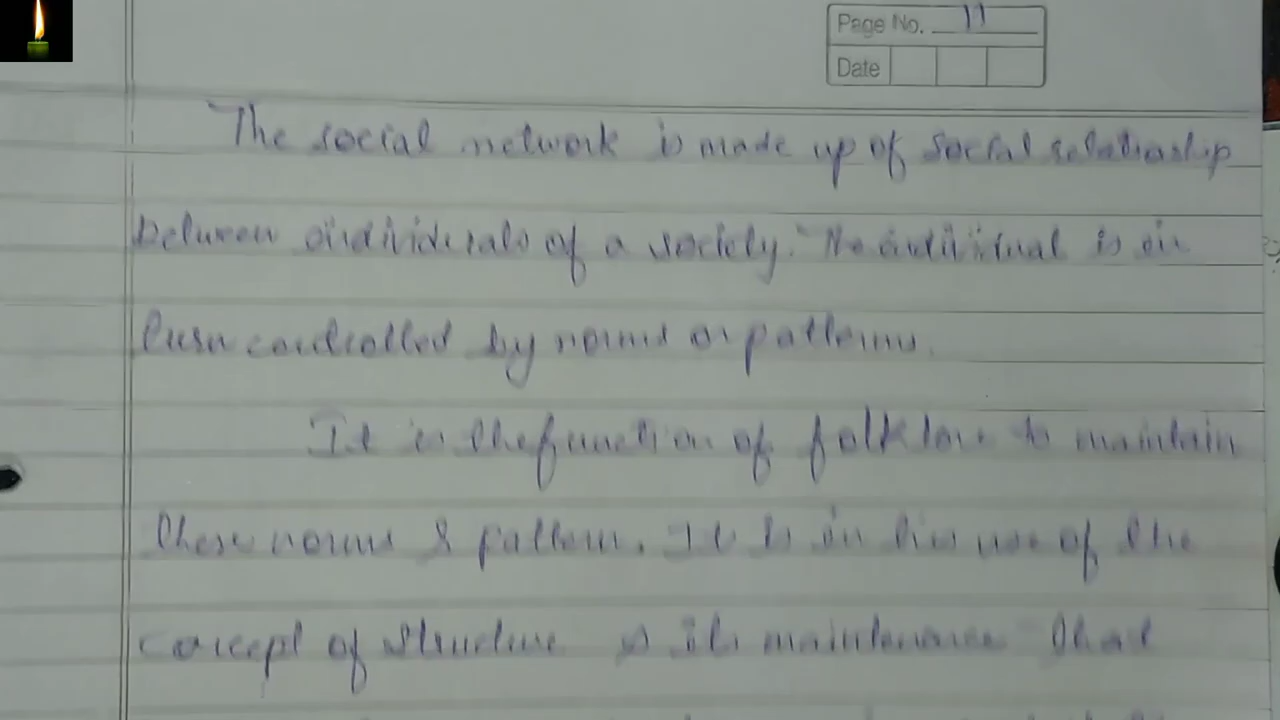 Page No. 11
Date
The social network is made up of social relationship
between individuals of a society. The individual is in
turn controlled by norms or patterns.
It is the function of folklore to maintain
these norms & pattern. It is in his use of the
concept of structure & its maintenance that